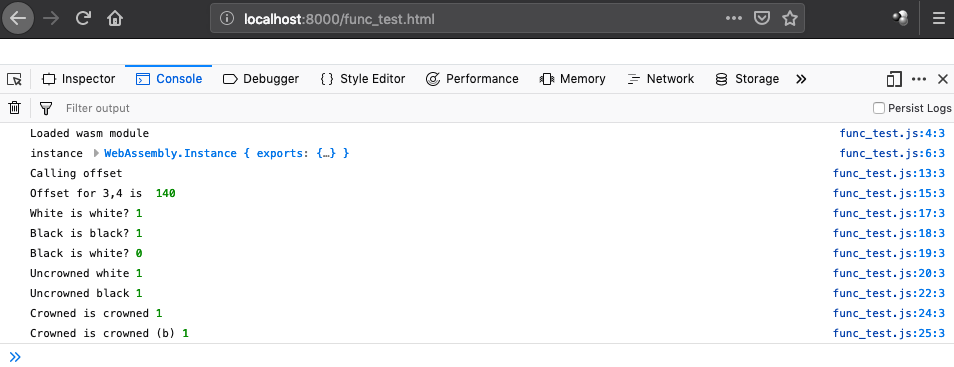 localhost:8000/func_test.html
Inspector Console Debugger { } Style Editor Performance Memory Network Storage
Filter output Persist Logs
Loaded wasm module func_test.js:4:3
instance WebAssembly.Instance { exports: {…} } func_test.js:6:3
Calling offset func_test.js:13:3
Offset for 3,4 is 140 func_test.js:15:3
White is white? 1 func_test.js:17:3
Black is black? 1 func_test.js:18:3
Black is white? 0 func_test.js:19:3
Uncrowned white 1 func_test.js:20:3
Uncrowned black 1 func_test.js:22:3
Crowned is crowned 1 func_test.js:24:3
Crowned is crowned (b) 1 func_test.js:25:3